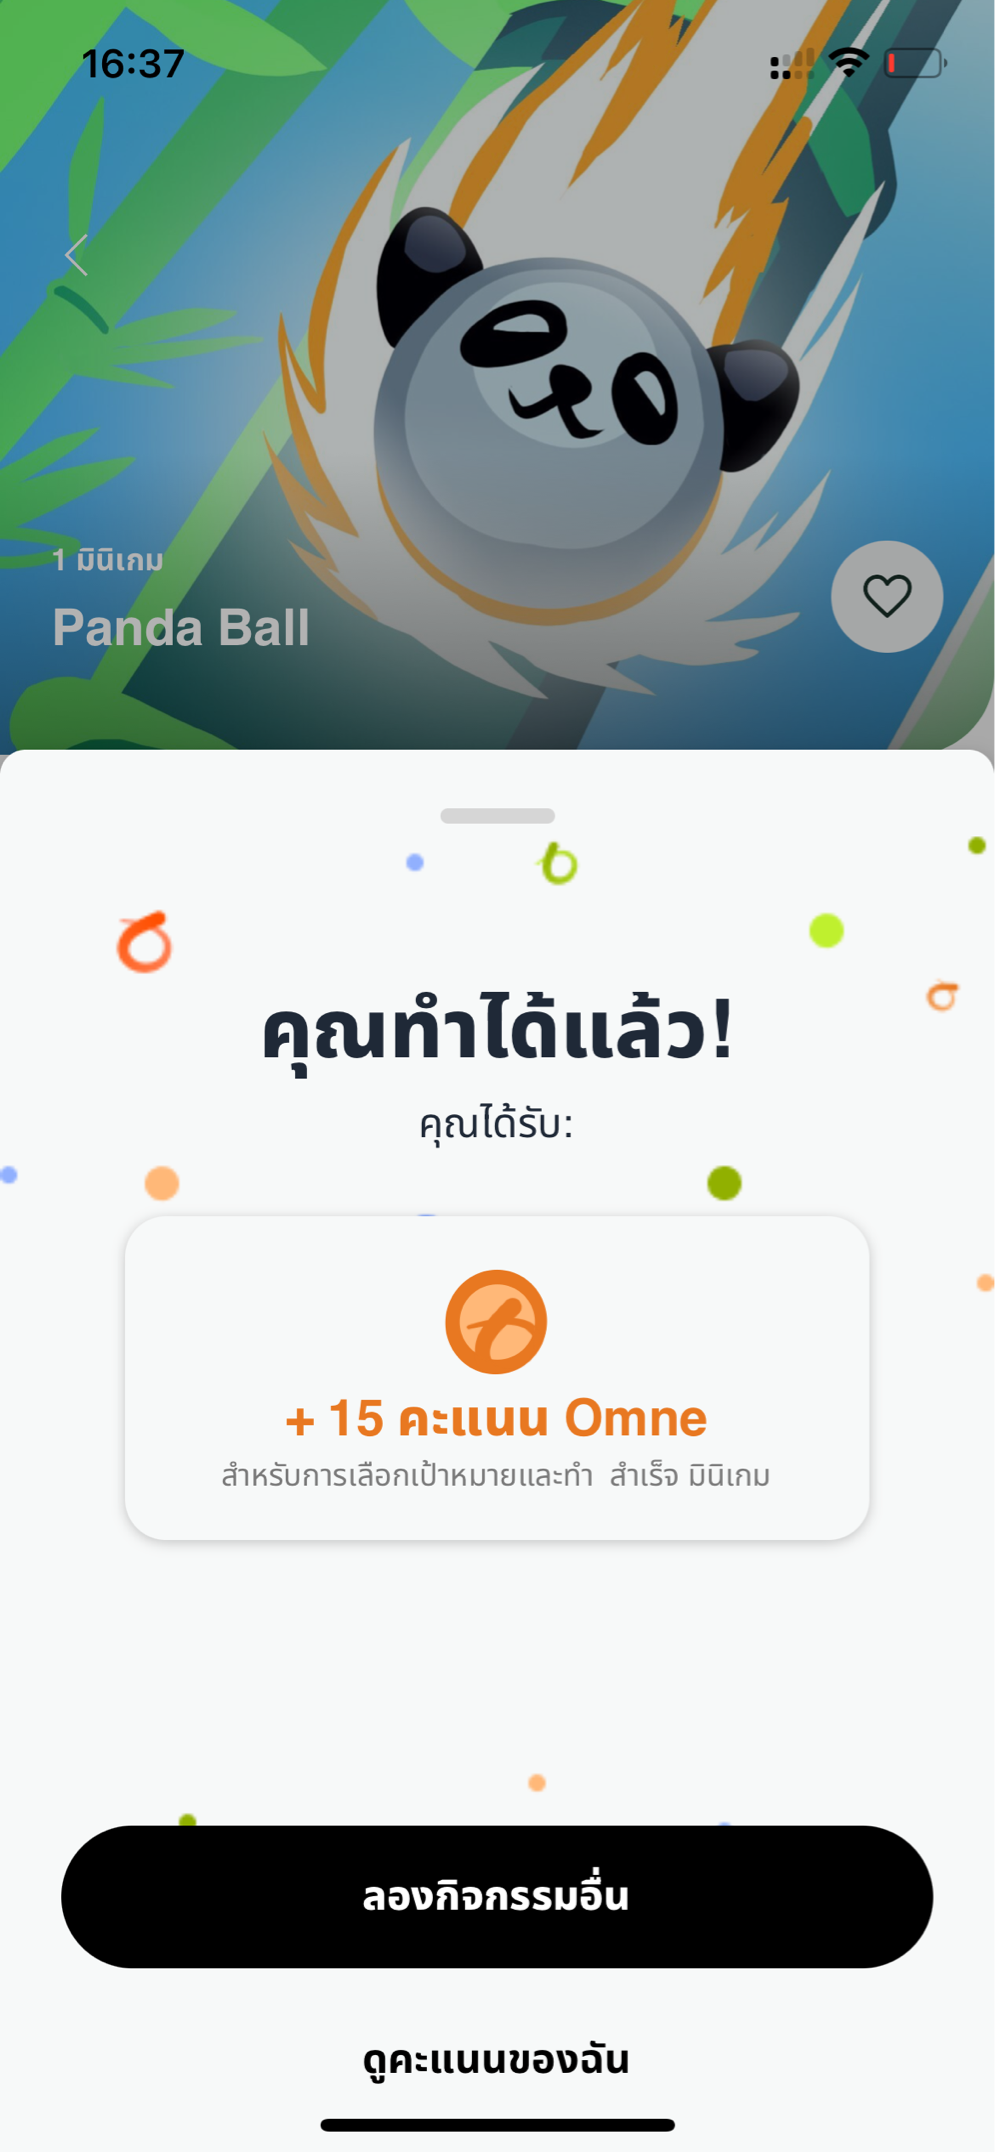 16:37
1 มินิเกม
Panda Ball
คุณทำได้แล้ว!
คุณได้รับ:
+ 15 คะแนน Omne
สำหรับการเลือกเป้าหมายและทำ สำเร็จ มินิเกม
ลองกิจกรรมอื่น
ดูคะแนนของฉัน